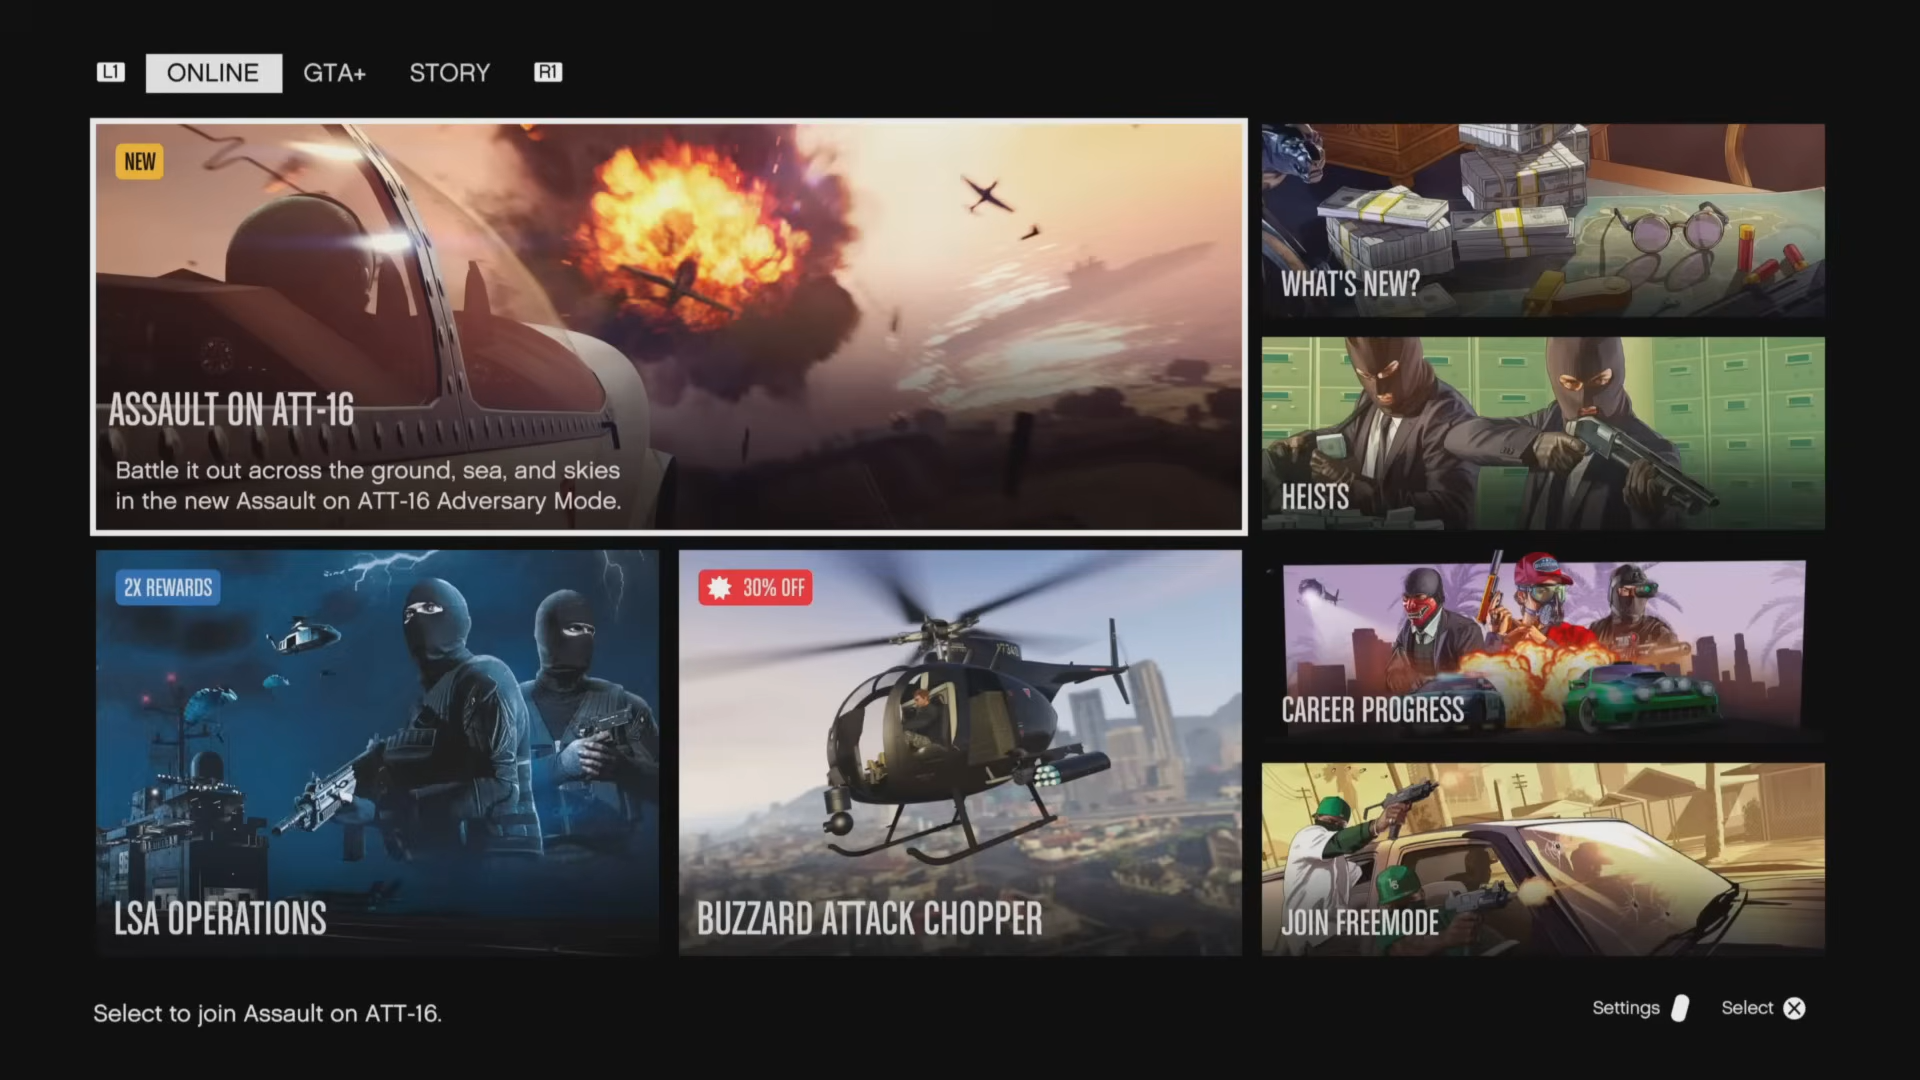 L1 ONLINE GTA+ STORY R1
NEW
ASSAULT ON ATT-16
Battle it out across the ground, sea, and skies
in the new Assault on ATT-16 Adversary Mode.
WHAT'S NEW?
HEISTS
2X REWARDS
LSA OPERATIONS
30% OFF
BUZZARD ATTACK CHOPPER
CAREER PROGRESS
JOIN FREEMODE
Select to join Assault on ATT-16.
Settings Select